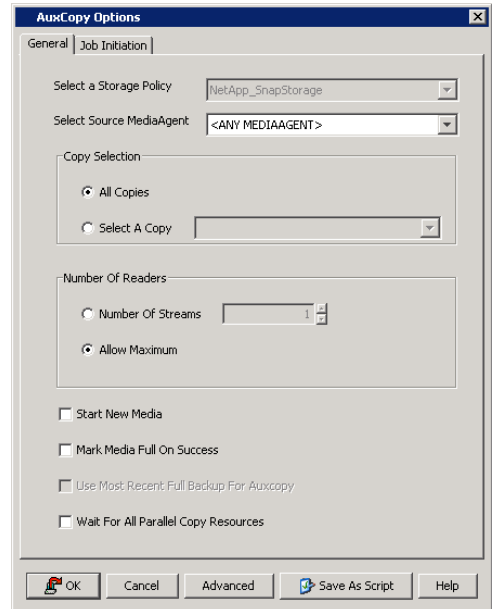 AuxCopy Options
General
Job Initiation
Select a Storage Policy
NetApp_SnapStorage
Select Source MediaAgent
<ANY MEDIAAGENT>
Copy Selection
All Copies
Select A Copy
Number Of Readers
Number Of Streams
1
Allow Maximum
Start New Media
Mark Media Full On Success
Use Most Recent Full Backup For Auxcopy
Wait For All Parallel Copy Resources
OK
Cancel
Advanced
Save As Script
Help